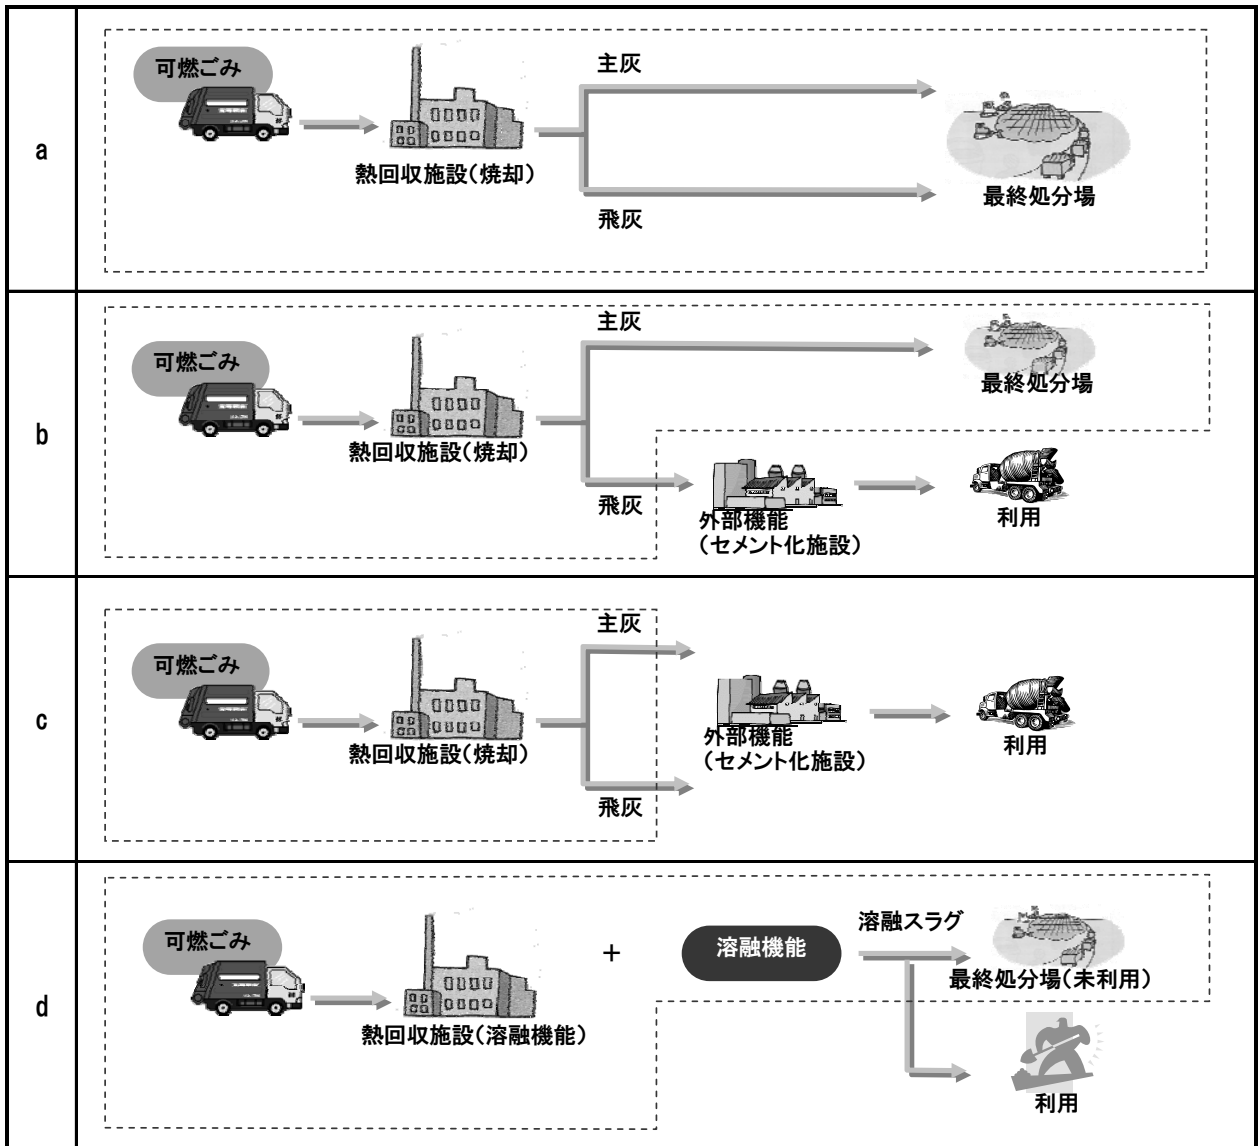 a
可燃ごみ
熱回収施設(焼却)
主灰
飛灰
最終処分場
b
可燃ごみ
熱回収施設(焼却)
主灰
最終処分場
飛灰
外部機能
(セメント化施設)
利用
c
可燃ごみ
熱回収施設(焼却)
主灰
飛灰
外部機能
(セメント化施設)
利用
d
可燃ごみ
熱回収施設(溶融機能)
+
溶融機能
溶融スラグ
最終処分場(未利用)
利用